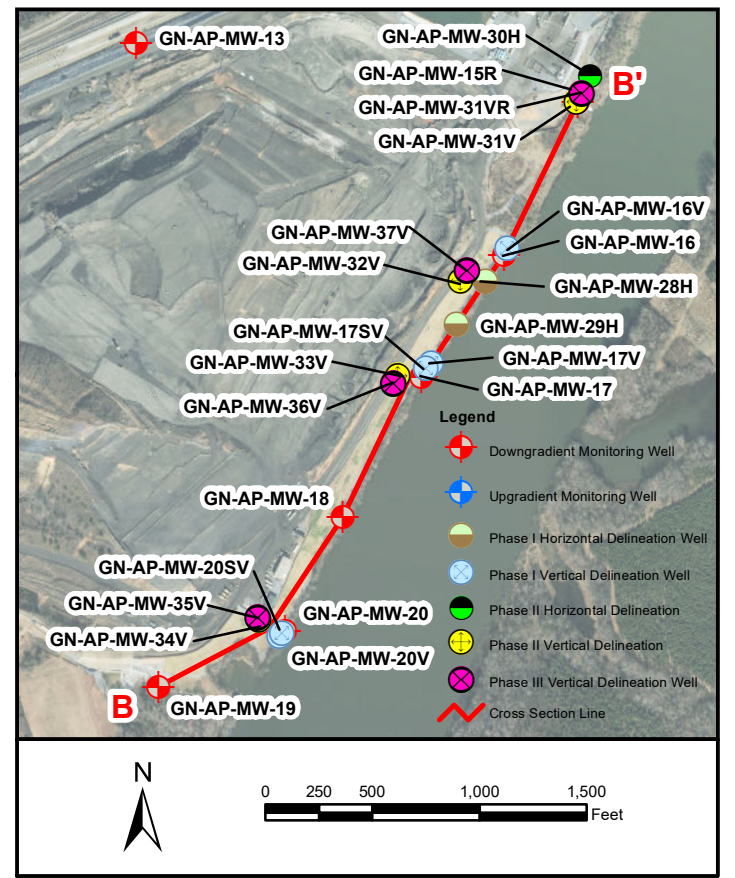 GN-AP-MW-13
GN-AP-MW-30H
GN-AP-MW-15R
B'
GN-AP-MW-31VR
GN-AP-MW-31V
GN-AP-MW-16V
GN-AP-MW-37V
GN-AP-MW-16
GN-AP-MW-32V
GN-AP-MW-28H
GN-AP-MW-29H
GN-AP-MW-17SV
GN-AP-MW-17V
GN-AP-MW-33V
GN-AP-MW-17
GN-AP-MW-36V
Legend
Downgradient Monitoring Well
Upgradient Monitoring Well
GN-AP-MW-18
Phase I Horizontal Delineation Well
Phase I Vertical Delineation Well
GN-AP-MW-20SV
GN-AP-MW-35V
GN-AP-MW-20
Phase II Horizontal Delineation
GN-AP-MW-34V
Phase II Vertical Delineation
GN-AP-MW-20V
Phase III Vertical Delineation Well
B
GN-AP-MW-19
Cross Section Line
N
0 250 500 1,000 1,500
Feet